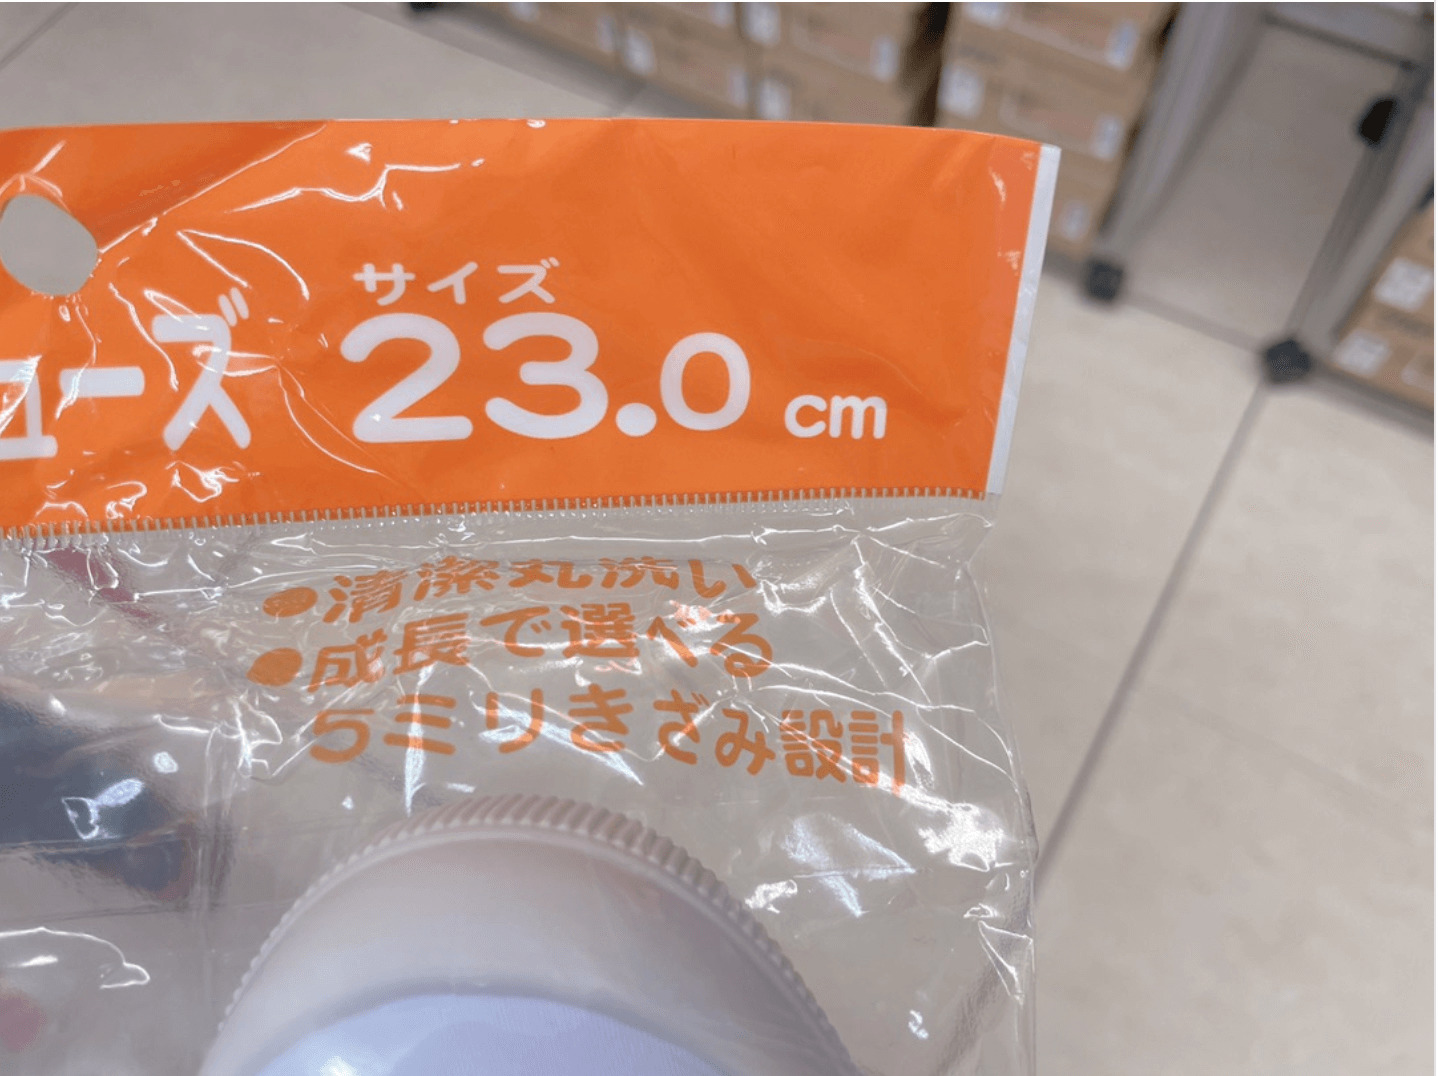 サイズ
ューズ 23.0 cm
●清潔丸洗い
●成長で選べる
5ミリきざみ設計